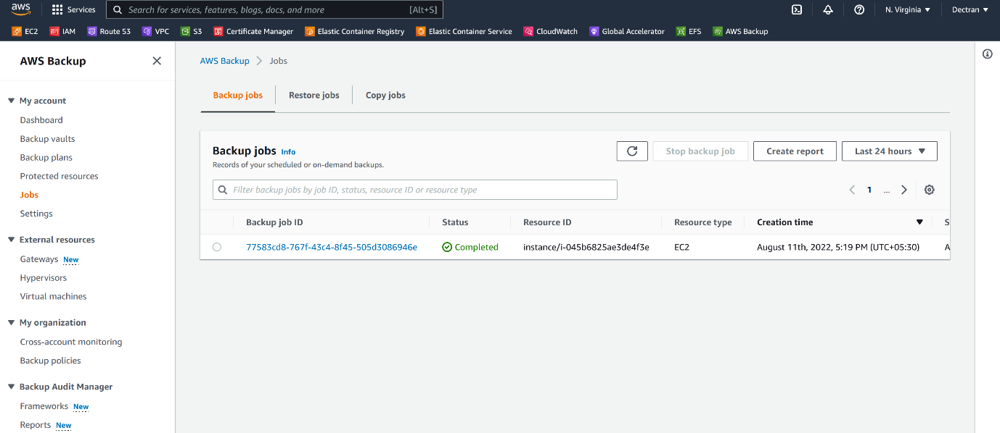 aws Services Search for services, features, blogs, docs, and more [Alt+S] N. Virginia Dectran
EC2 IAM Route 53 VPC S3 Certificate Manager Elastic Container Registry Elastic Container Service CloudWatch Global Accelerator EFS AWS Backup
AWS Backup
My account
Dashboard
Backup vaults
Backup plans
Protected resources
Jobs
Settings
External resources
Gateways New
Hypervisors
Virtual machines
My organization
Cross-account monitoring
Backup policies
Backup Audit Manager
Frameworks New
Reports New
AWS Backup Jobs
Backup jobs Restore jobs Copy jobs
Backup jobs Info
Records of your scheduled or on-demand backups.
Stop backup job Create report Last 24 hours
Filter backup jobs by job ID, status, resource ID or resource type
1 ...
Backup job ID Status Resource ID Resource type Creation time S
77583cd8-767f-43c4-8f45-505d3086946e Completed instance/i-045b6825ae3de4f3e EC2 August 11th, 2022, 5:19 PM (UTC+05:30) A